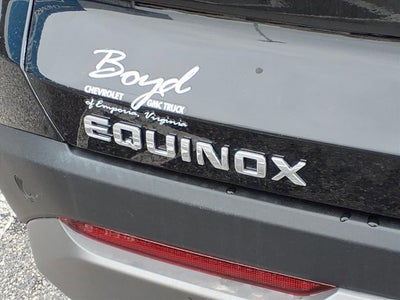 Boyd
CHEVROLET GMC TRUCK
of Emporia, Virginia
EQUINOX